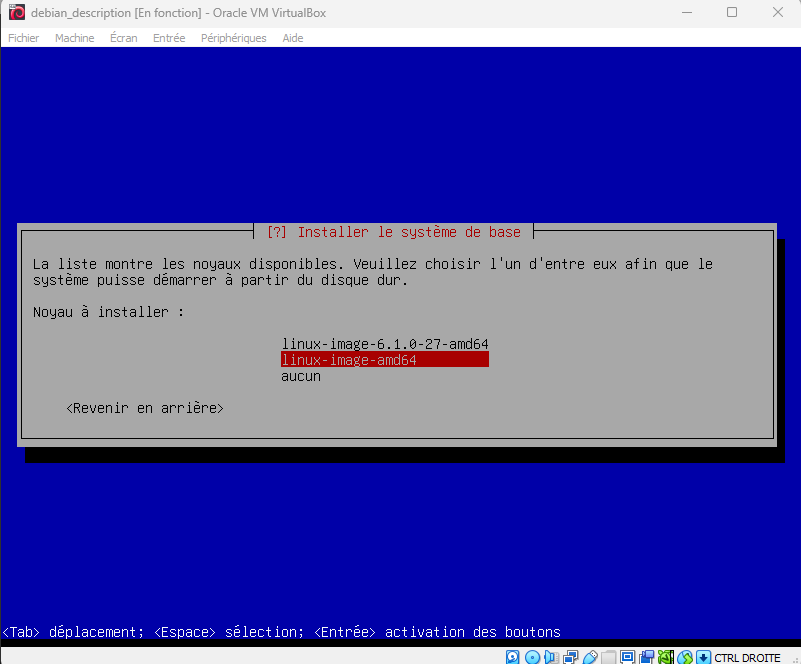 debian_description [En fonction] - Oracle VM VirtualBox
Fichier Machine Écran Entrée Périphériques Aide
[?] Installer le système de base
La liste montre les noyaux disponibles. Veuillez choisir l'un d'entre eux afin que le
système puisse démarrer à partir du disque dur.
Noyau à installer :
linux-image-6.1.0-27-amd64
linux-image-amd64
aucun
<Revenir en arrière>
<Tab> déplacement; <Espace> sélection; <Entrée> activation des boutons
CTRL DROITE